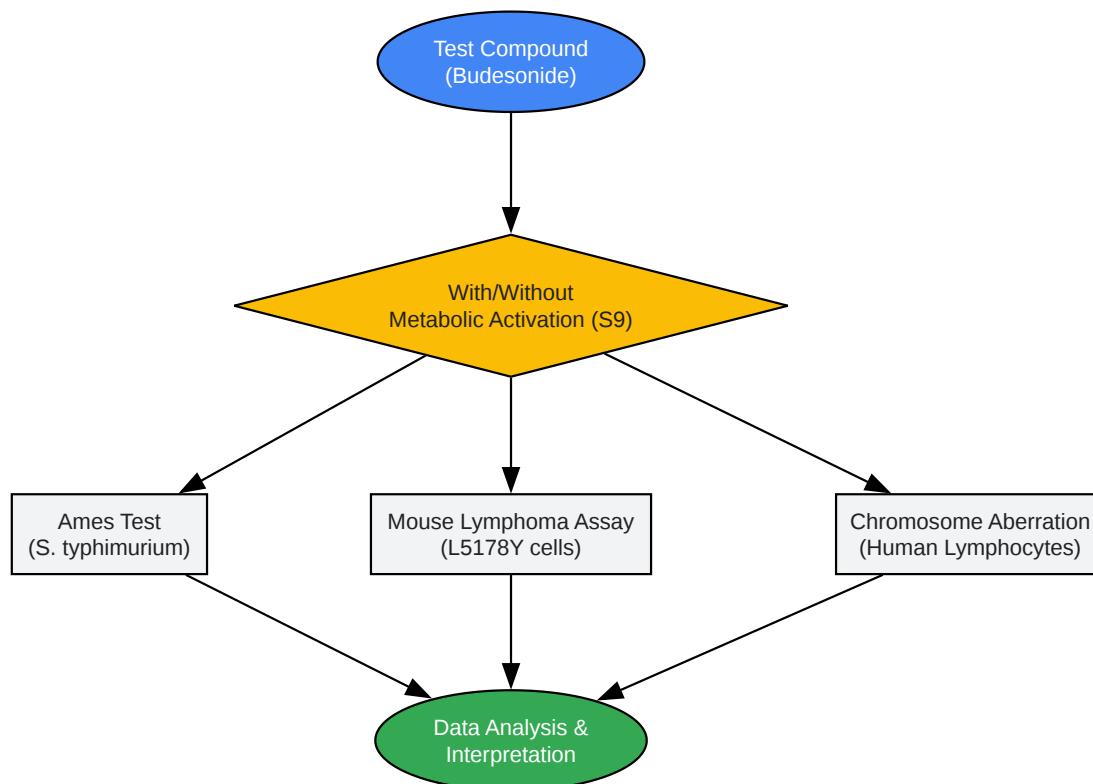 Test Compound
(Budesonide)
With/Without
Metabolic Activation (S9)
Ames Test
(S. typhimurium)
Mouse Lymphoma Assay
(L5178Y cells)
Chromosome Aberration
(Human Lymphocytes)
Data Analysis &
Interpretation